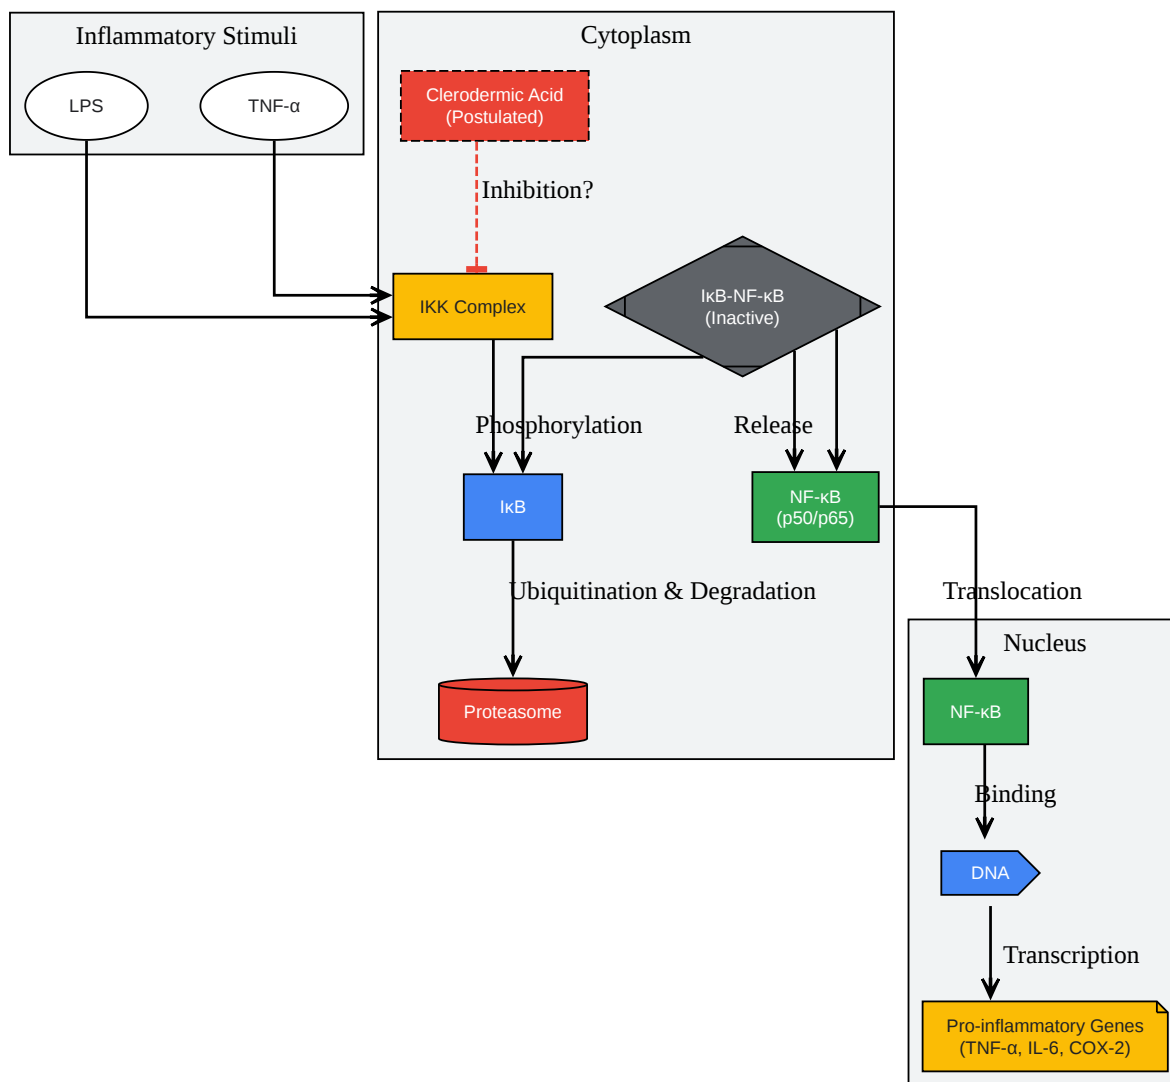 Inflammatory Stimuli
LPS
TNF-α
Cytoplasm
Clerodermic Acid
(Postulated)
Inhibition?
IKK Complex
IκB-NF-κB
(Inactive)
Phosphorylation
Release
IκB
NF-κB
(p50/p65)
Ubiquitination & Degradation
Translocation
Proteasome
Nucleus
NF-κB
Binding
DNA
Transcription
Pro-inflammatory Genes
(TNF-α, IL-6, COX-2)